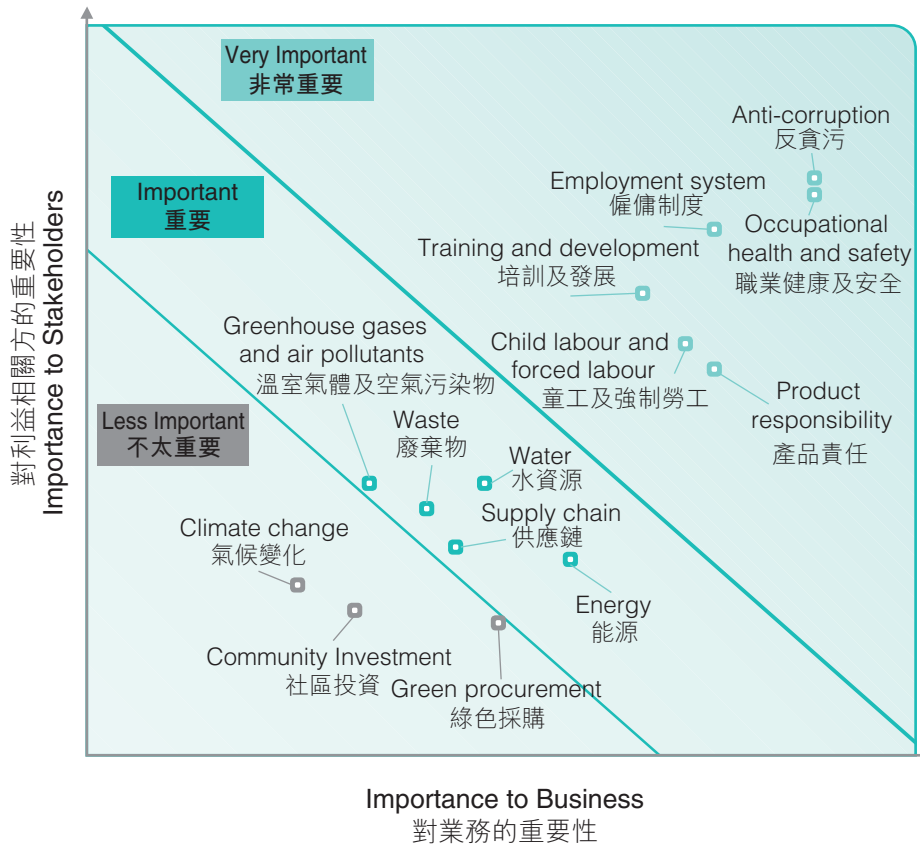 Very Important
非常重要
Anti-corruption
反貪污
Employment system
僱傭制度
Important
重要
Occupational
health and safety
職業健康及安全
Training and development
培訓及發展
Greenhouse gases
and air pollutants
溫室氣體及空氣污染物
Child labour and
forced labour
童工及強制勞工
Product
responsibility
產品責任
Less Important
不太重要
Waste
廢棄物
Water
水資源
Supply chain
供應鏈
Climate change
氣候變化
Energy
能源
Community Investment
社區投資
Green procurement
綠色採購
對利益相關方的重要性
Importance to Stakeholders
Importance to Business
對業務的重要性